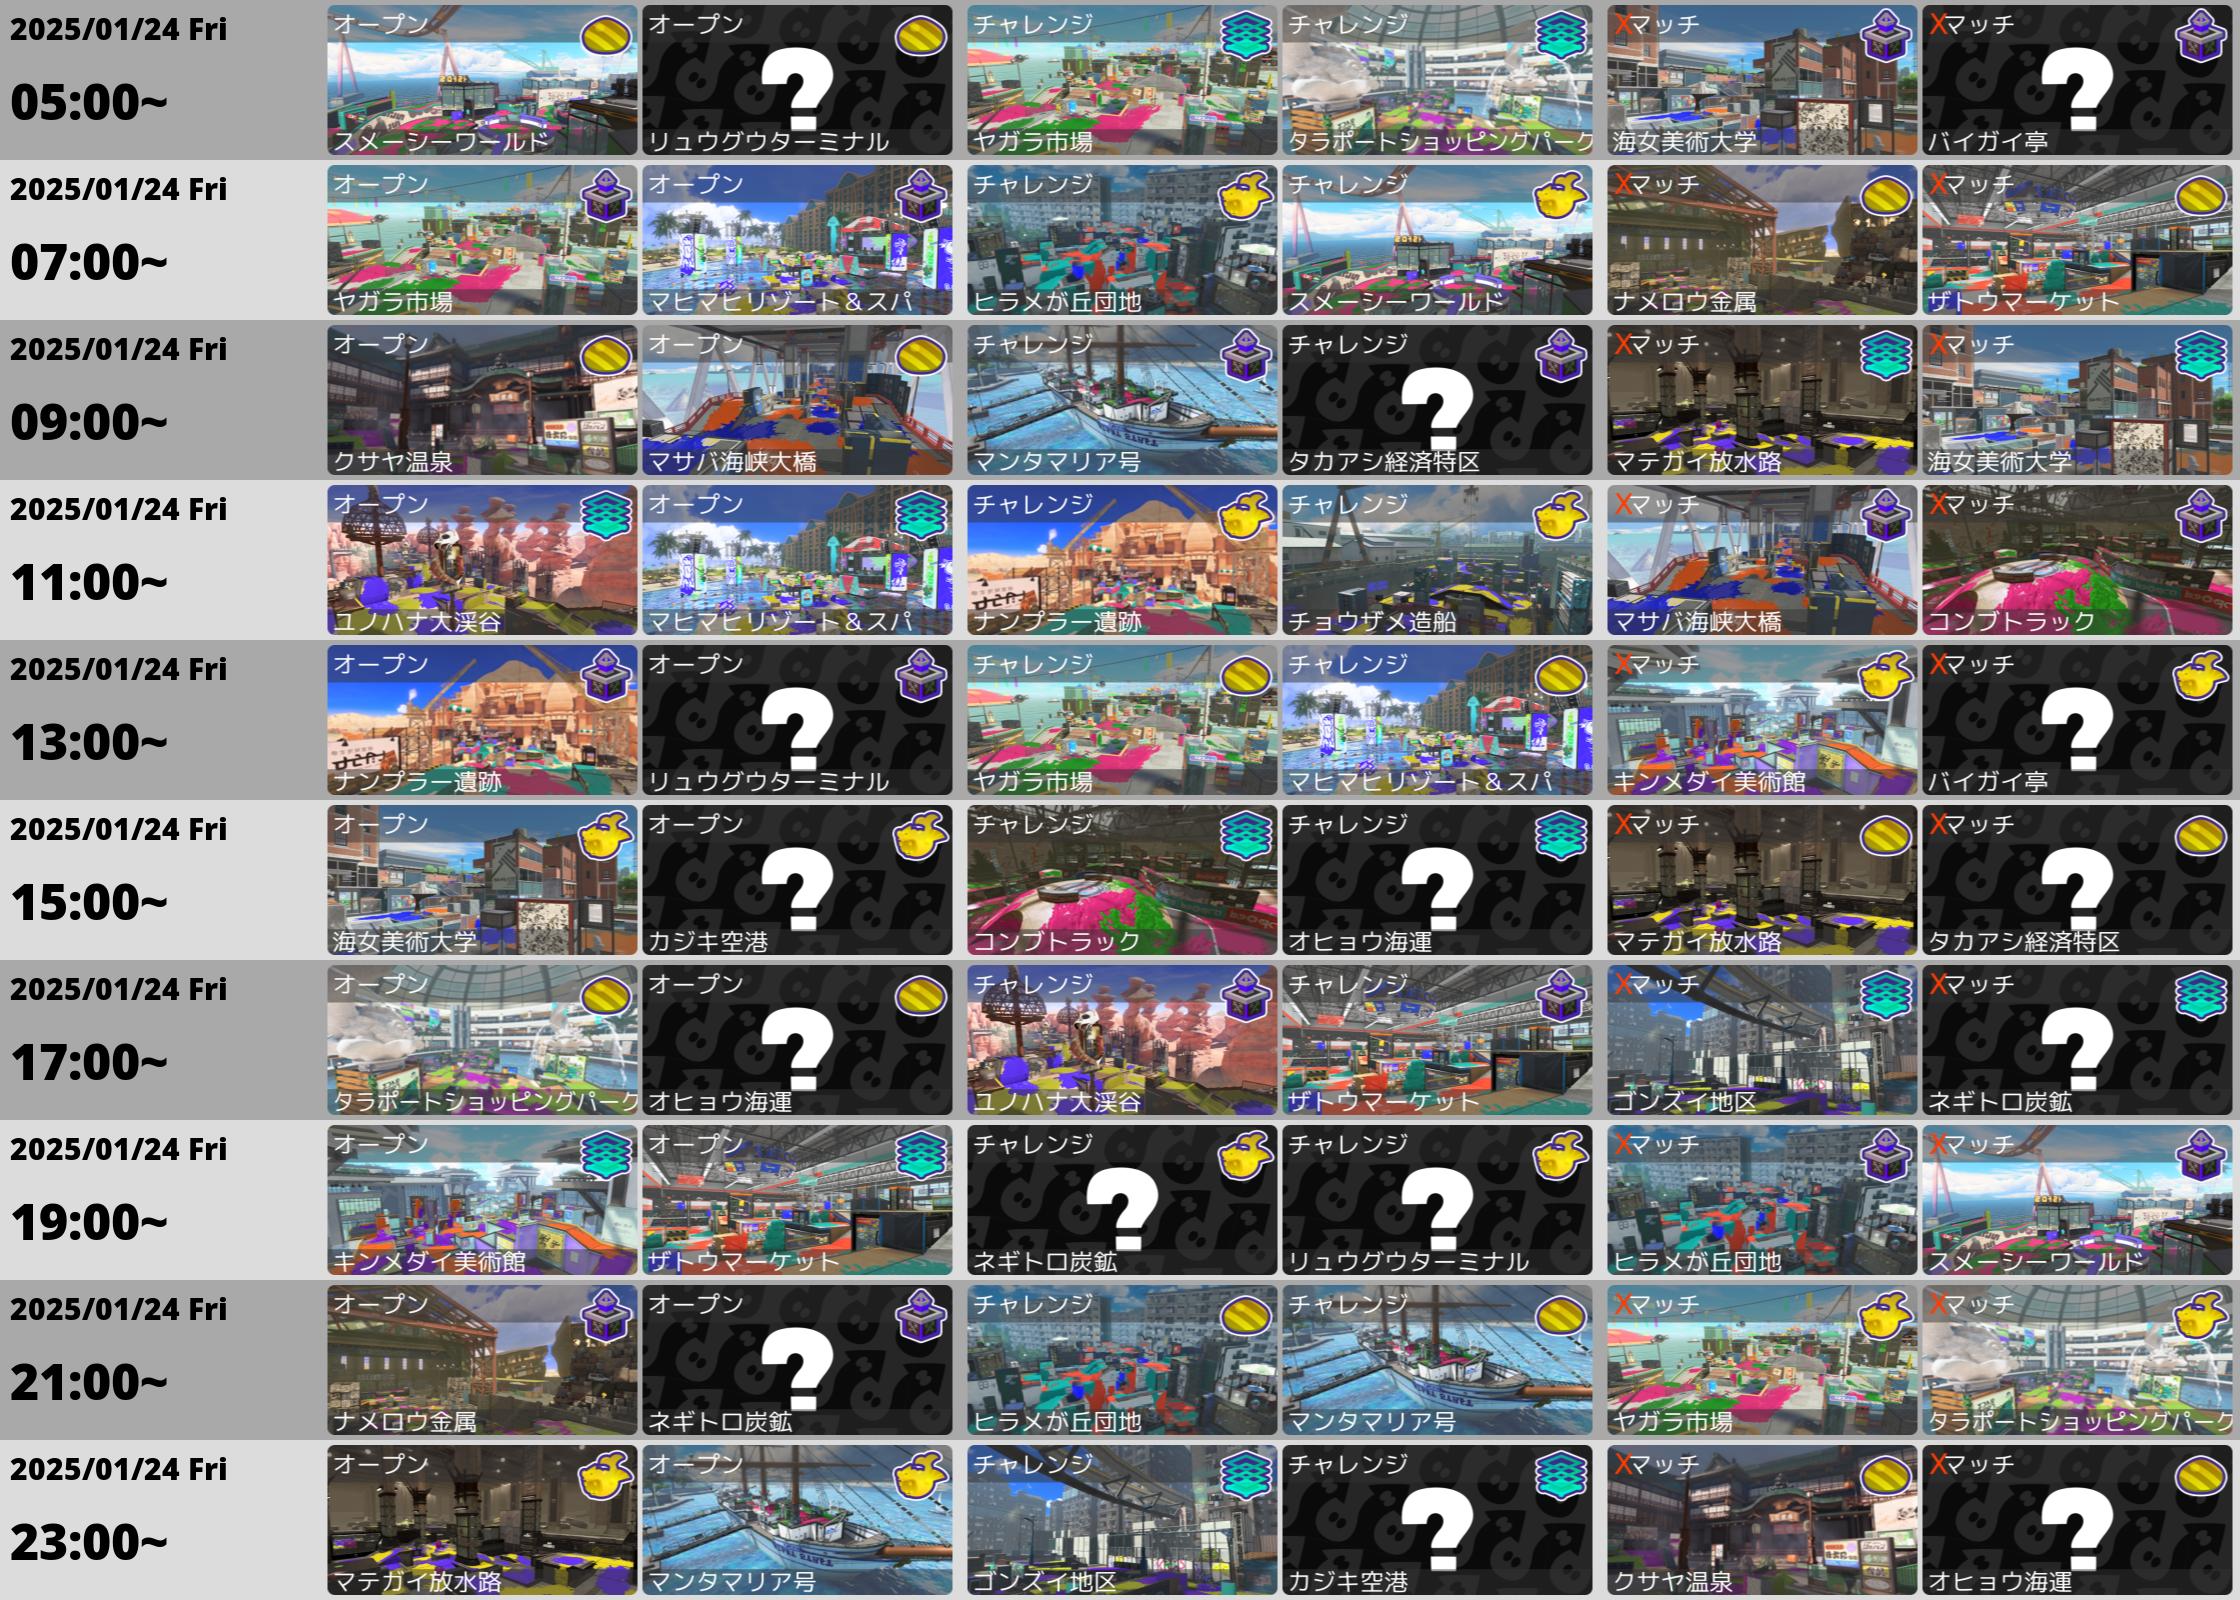 2025/01/24 Fri
05:00~
オープン
スメーシーワールド
オープン
リュウグウターミナル
チャレンジ
ヤガラ市場
チャレンジ
タラポートショッピングパーク
Xマッチ
海女美術大学
Xマッチ
バイガイ亭
2025/01/24 Fri
07:00~
オープン
ヤガラ市場
オープン
マヒマヒリゾート＆スパ
チャレンジ
ヒラメが丘団地
チャレンジ
スメーシーワールド
Xマッチ
ナメロウ金属
Xマッチ
ザトウマーケット
2025/01/24 Fri
09:00~
オープン
クサヤ温泉
オープン
マサバ海峡大橋
チャレンジ
マンタマリア号
チャレンジ
タカアシ経済特区
Xマッチ
マテガイ放水路
Xマッチ
海女美術大学
2025/01/24 Fri
11:00~
オープン
ユノハナ大渓谷
オープン
マヒマヒリゾート＆スパ
チャレンジ
ナンプラー遺跡
チャレンジ
チョウザメ造船
Xマッチ
マサバ海峡大橋
Xマッチ
コンブトラック
2025/01/24 Fri
13:00~
オープン
ナンプラー遺跡
オープン
リュウグウターミナル
チャレンジ
ヤガラ市場
チャレンジ
マヒマヒリゾート＆スパ
Xマッチ
キンメダイ美術館
Xマッチ
バイガイ亭
2025/01/24 Fri
15:00~
オープン
海女美術大学
オープン
カジキ空港
チャレンジ
コンブトラック
チャレンジ
オヒョウ海運
Xマッチ
マテガイ放水路
Xマッチ
タカアシ経済特区
2025/01/24 Fri
17:00~
オープン
タラポートショッピングパーク
オープン
オヒョウ海運
チャレンジ
ユノハナ大渓谷
チャレンジ
ザトウマーケット
Xマッチ
ゴンズイ地区
Xマッチ
ネギトロ炭鉱
2025/01/24 Fri
19:00~
オープン
キンメダイ美術館
オープン
ザトウマーケット
チャレンジ
ネギトロ炭鉱
チャレンジ
リュウグウターミナル
Xマッチ
ヒラメが丘団地
Xマッチ
スメーシーワールド
2025/01/24 Fri
21:00~
オープン
ナメロウ金属
オープン
ネギトロ炭鉱
チャレンジ
ヒラメが丘団地
チャレンジ
マンタマリア号
Xマッチ
ヤガラ市場
Xマッチ
タラポートショッピングパーク
2025/01/24 Fri
23:00~
オープン
マテガイ放水路
オープン
マンタマリア号
チャレンジ
ゴンズイ地区
チャレンジ
カジキ空港
Xマッチ
クサヤ温泉
Xマッチ
オヒョウ海運